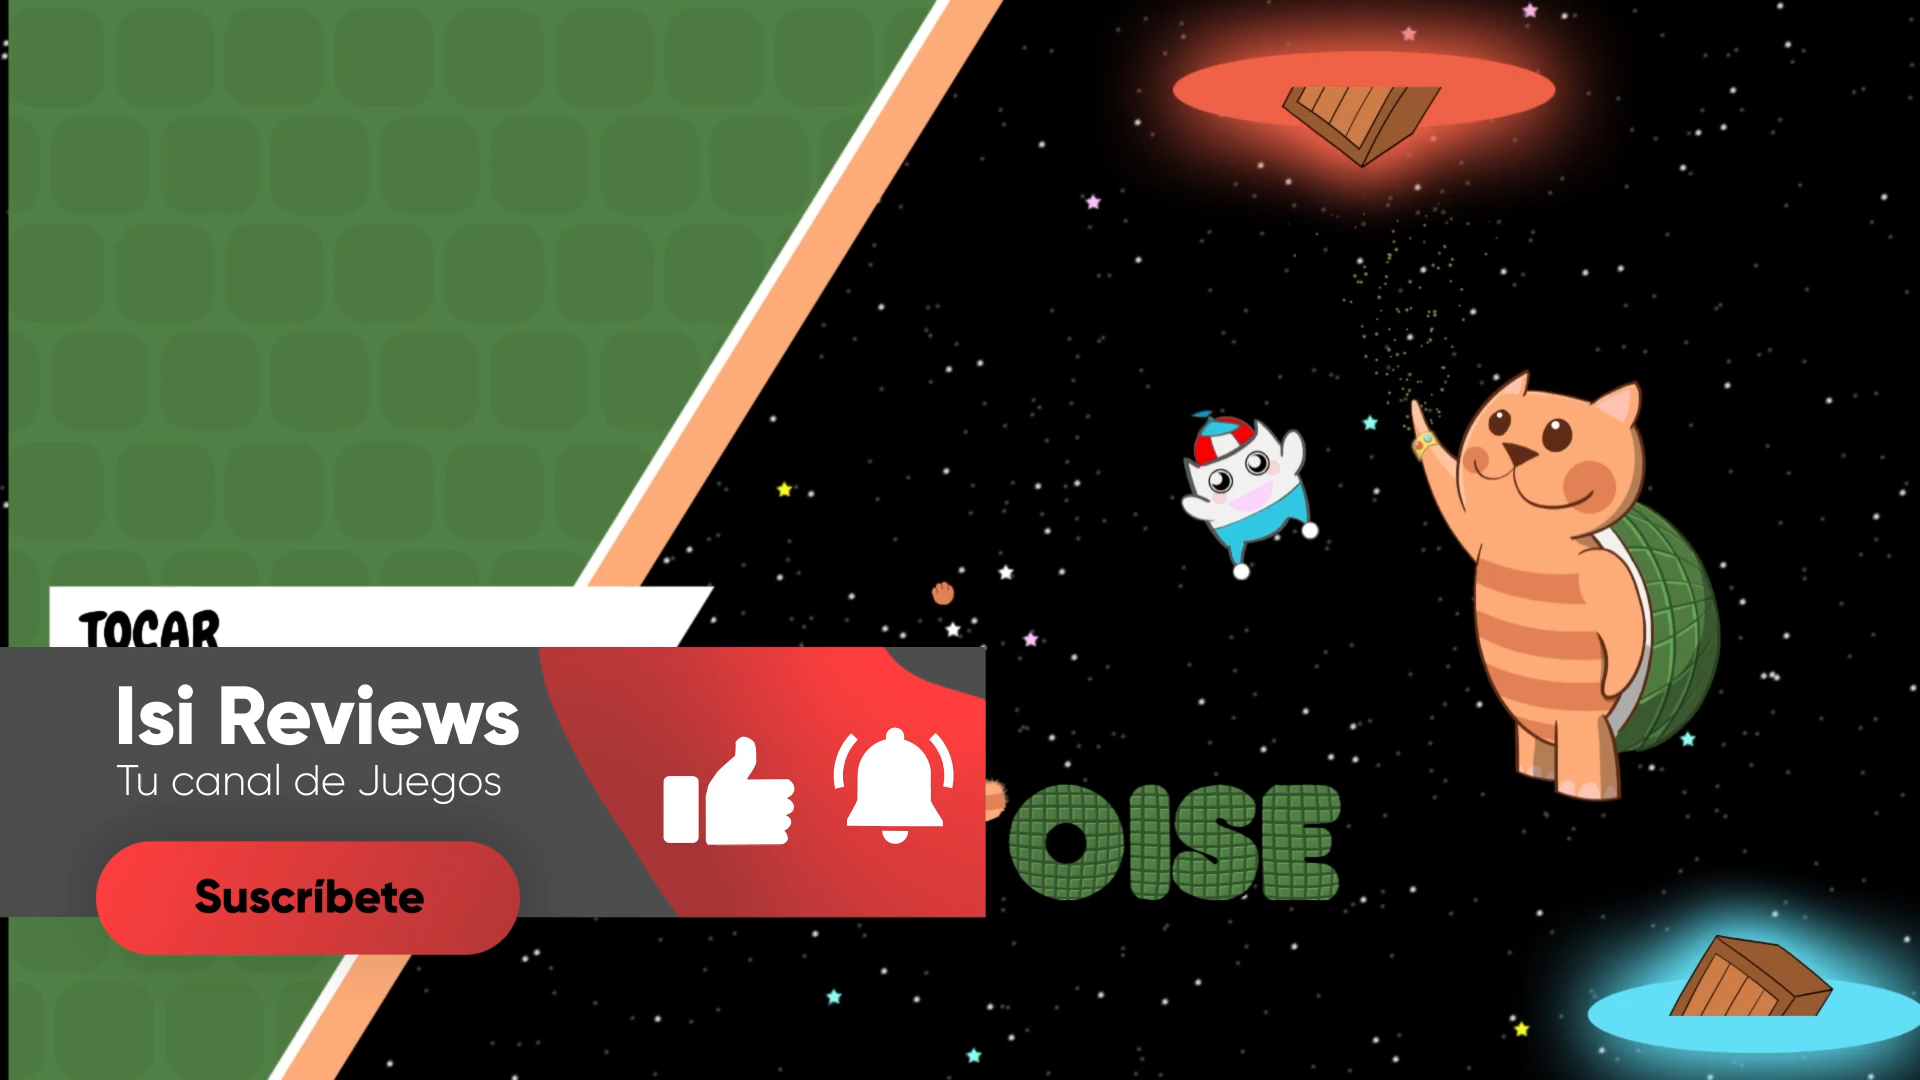 TOCAR
Isi Reviews
Tu canal de Juegos
Suscríbete
OISE